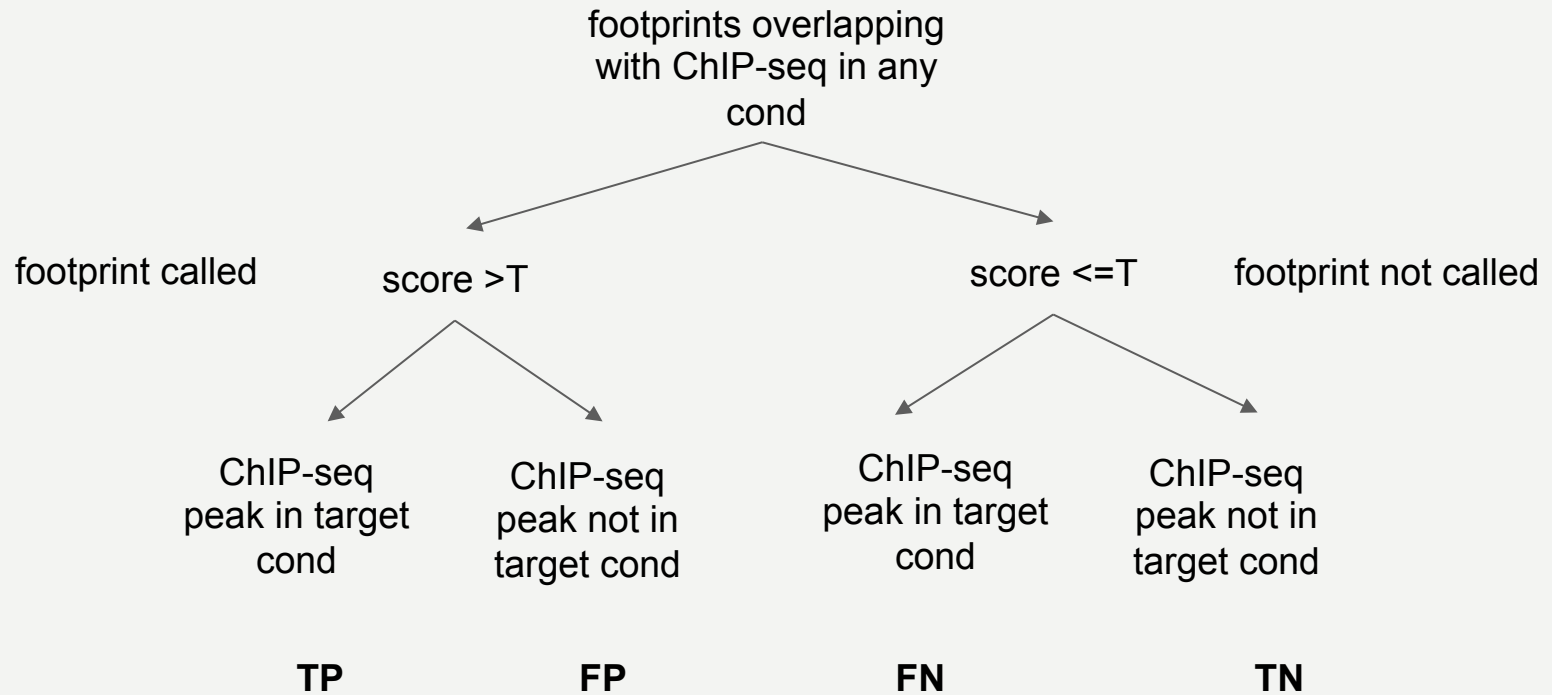 footprints overlapping
with ChIP-seq in any
cond
footprint called
score >T
score <=T
footprint not called
ChIP-seq
peak in target
cond
ChIP-seq
peak not in
target cond
ChIP-seq
peak in target
cond
ChIP-seq
peak not in
target cond
TP
FP
FN
TN